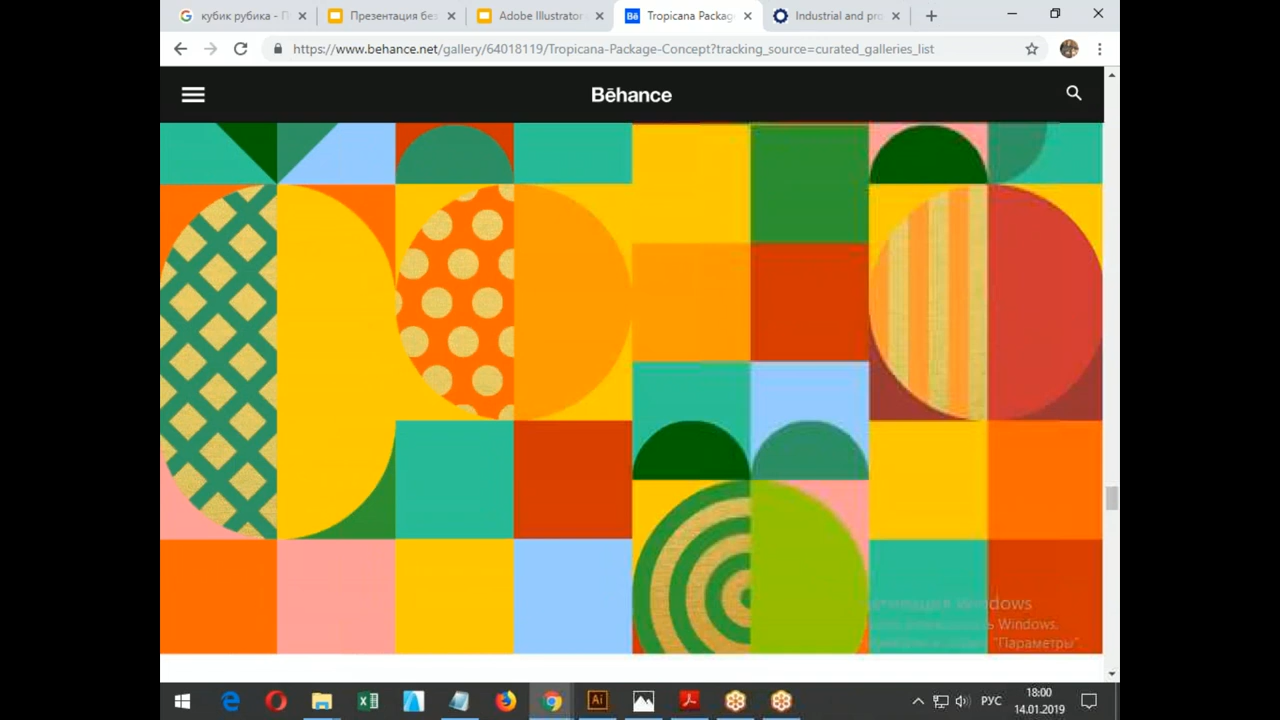 кубик рубика - П
Презентация без
Adobe Illustrator
Tropicana Packag
Industrial and pro
https://www.behance.net/gallery/64018119/Tropicana-Package-Concept?tracking_source=curated_galleries_list
Bēhance
Windows
Windows,
"Параметры".
РУС
18:00
14.01.2019